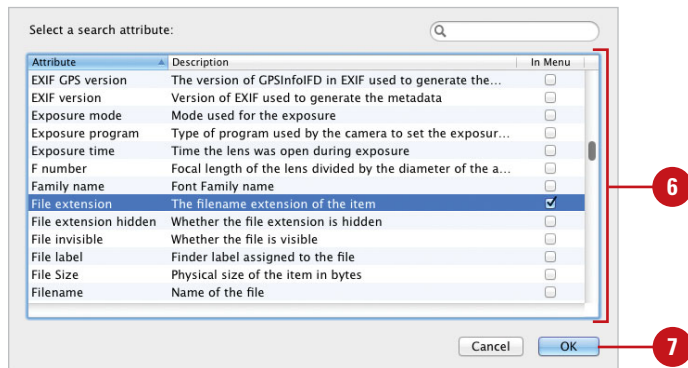 Select a search attribute:
Attribute Description In Menu
EXIF GPS version The version of GPSInfoIFD in EXIF used to generate the...
EXIF version Version of EXIF used to generate the metadata
Exposure mode Mode used for the exposure
Exposure program Type of program used by the camera to set the exposur...
Exposure time Time the lens was open during exposure
F number Focal length of the lens divided by the diameter of the a...
Family name Font Family name
File extension The filename extension of the item
File extension hidden Whether the file extension is hidden
File invisible Whether the file is visible
File label Finder label assigned to the file
File Size Physical size of the item in bytes
Filename Name of the file
6
Cancel OK
7